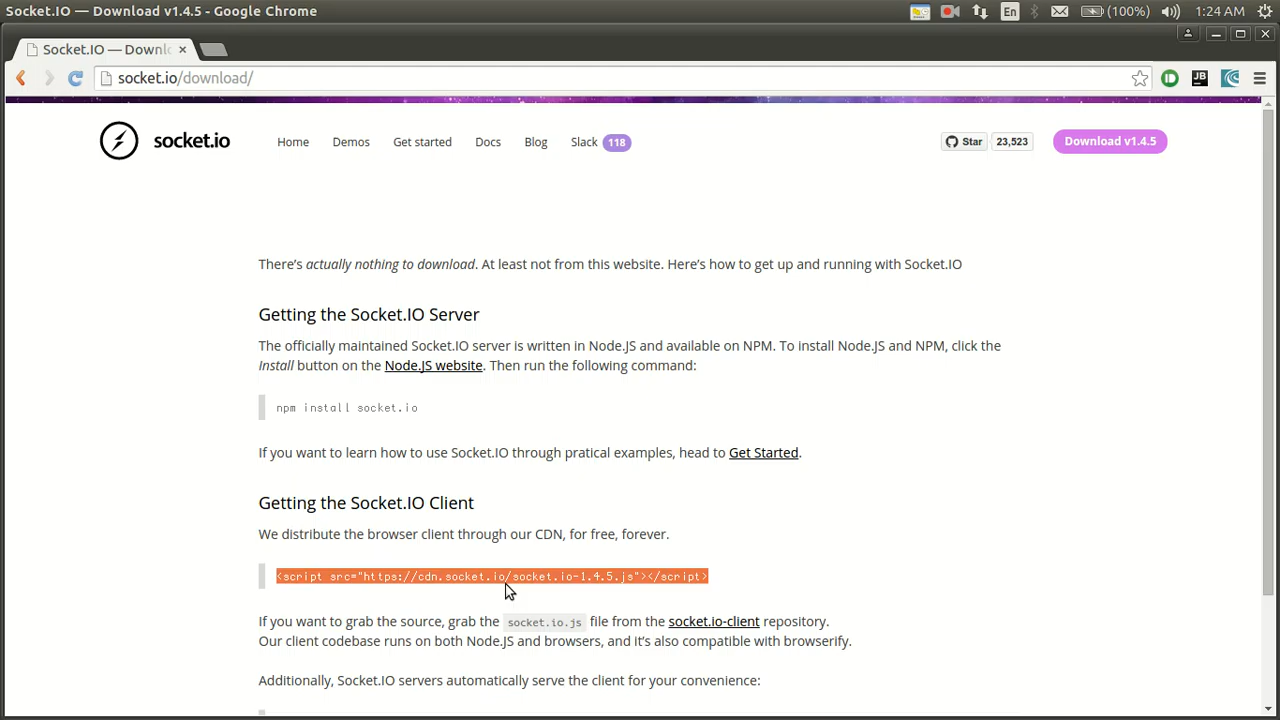 Socket.IO — Download v1.4.5 - Google Chrome
En
(100%)
1:24 AM
Socket.IO — Downlo
socket.io/download/
JB
socket.io
Home
Demos
Get started
Docs
Blog
Slack 118
Star
23,523
Download v1.4.5
There's actually nothing to download. At least not from this website. Here's how to get up and running with Socket.IO
Getting the Socket.IO Server
The officially maintained Socket.IO server is written in Node.JS and available on NPM. To install Node.JS and NPM, click the
Install button on the Node.JS website. Then run the following command:
npm install socket.io
If you want to learn how to use Socket.IO through pratical examples, head to Get Started.
Getting the Socket.IO Client
We distribute the browser client through our CDN, for free, forever.
<script src="https://cdn.socket.io/socket.io-1.4.5.js"></script>
If you want to grab the source, grab the socket.io.js file from the socket.io-client repository.
Our client codebase runs on both Node.JS and browsers, and it's also compatible with browserify.
Additionally, Socket.IO servers automatically serve the client for your convenience: